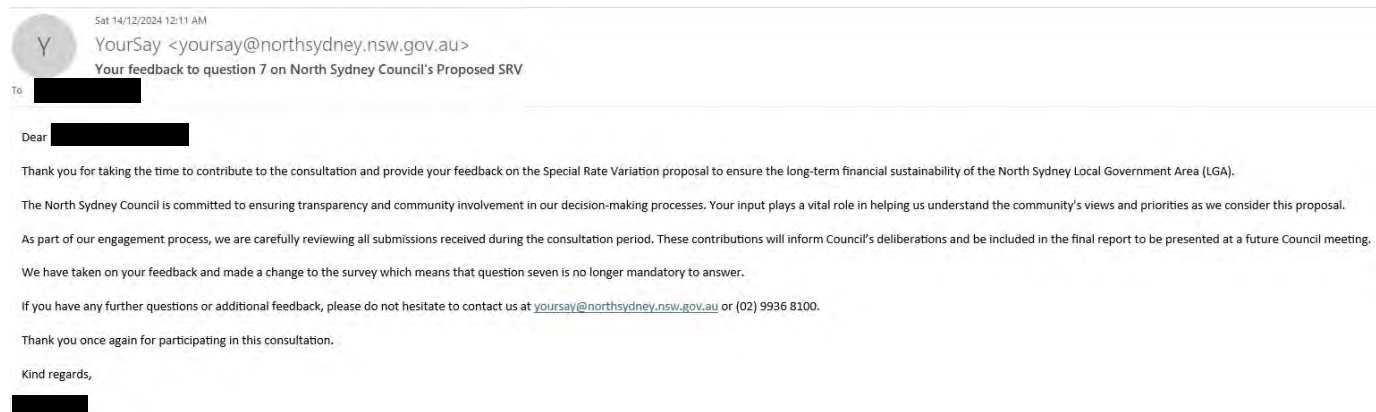 Sat 14/12/2024 12:11 AM
Y
YourSay <yoursay@northsydney.nsw.gov.au>
Your feedback to question 7 on North Sydney Council's Proposed SRV
To
Dear
Thank you for taking the time to contribute to the consultation and provide your feedback on the Special Rate Variation proposal to ensure the long-term financial sustainability of the North Sydney Local Government Area (LGA).
The North Sydney Council is committed to ensuring transparency and community involvement in our decision-making processes. Your input plays a vital role in helping us understand the community's views and priorities as we consider this proposal.
As part of our engagement process, we are carefully reviewing all submissions received during the consultation period. These contributions will inform Council's deliberations and be included in the final report to be presented at a future Council meeting.
We have taken on your feedback and made a change to the survey which means that question seven is no longer mandatory to answer.
If you have any further questions or additional feedback, please do not hesitate to contact us at yoursay@northsydney.nsw.gov.au or (02) 9936 8100.
Thank you once again for participating in this consultation.
Kind regards,